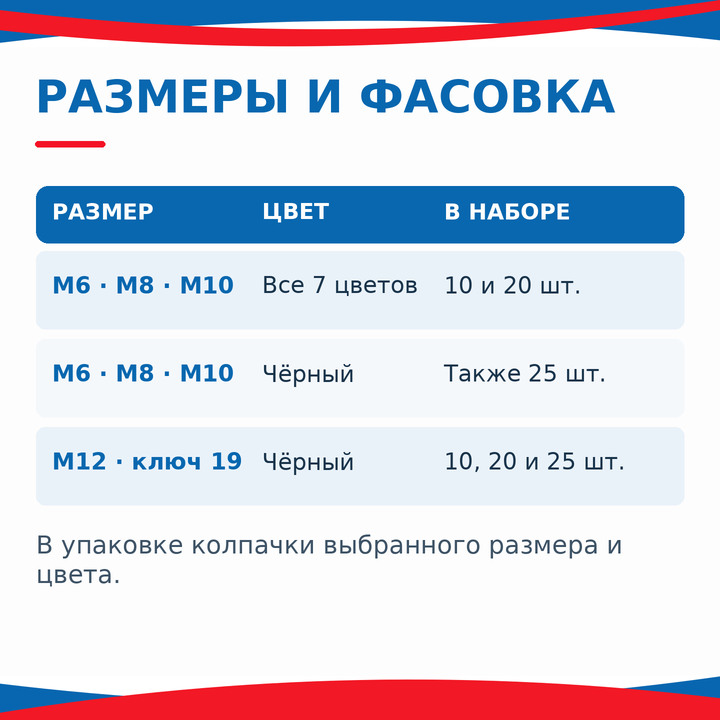 РАЗМЕРЫ И ФАСОВКА
РАЗМЕР ЦВЕТ В НАБОРЕ
М6 · М8 · М10 Все 7 цветов 10 и 20 шт.
М6 · М8 · М10 Чёрный Также 25 шт.
М12 · ключ 19 Чёрный 10, 20 и 25 шт.
В упаковке колпачки выбранного размера и
цвета.